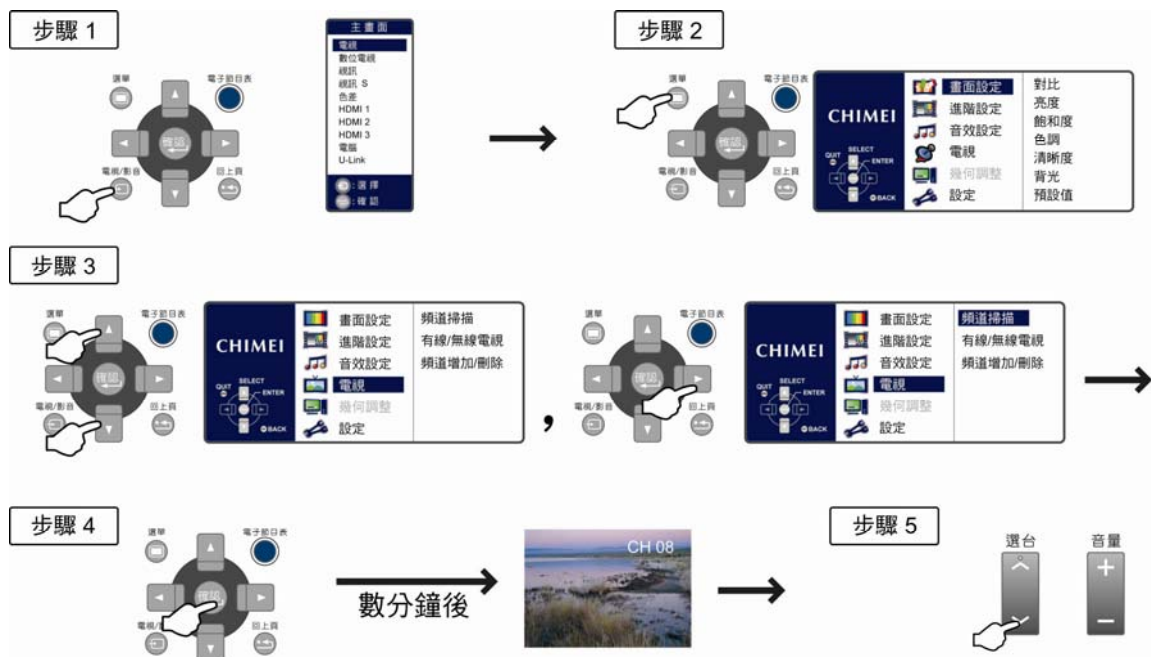 步驟 1
選單
電子節目表
確認
電視/影音
回上頁
主畫面
電視
數位電視
視訊
視訊 S
色差
HDMI 1
HDMI 2
HDMI 3
電腦
U-Link
: 選擇
: 確認
步驟 2
選單
電子節目表
確認
電視/影音
回上頁
CHIMEI
SELECT
QUIT
ENTER
BACK
畫面設定
進階設定
音效設定
電視
幾何調整
設定
對比
亮度
飽和度
色調
清晰度
背光
預設值
步驟 3
選單
電子節目表
確認
電視/影音
回上頁
CHIMEI
SELECT
QUIT
ENTER
BACK
畫面設定
進階設定
音效設定
電視
幾何調整
設定
頻道掃描
有線/無線電視
頻道增加/刪除
,
選單
電子節目表
確認
電視/影音
回上頁
CHIMEI
SELECT
QUIT
ENTER
BACK
畫面設定
進階設定
音效設定
電視
幾何調整
設定
頻道掃描
有線/無線電視
頻道增加/刪除
步驟 4
選單
電子節目表
確認
電視/
回上頁
數分鐘後
CH 08
步驟 5
選台
音量